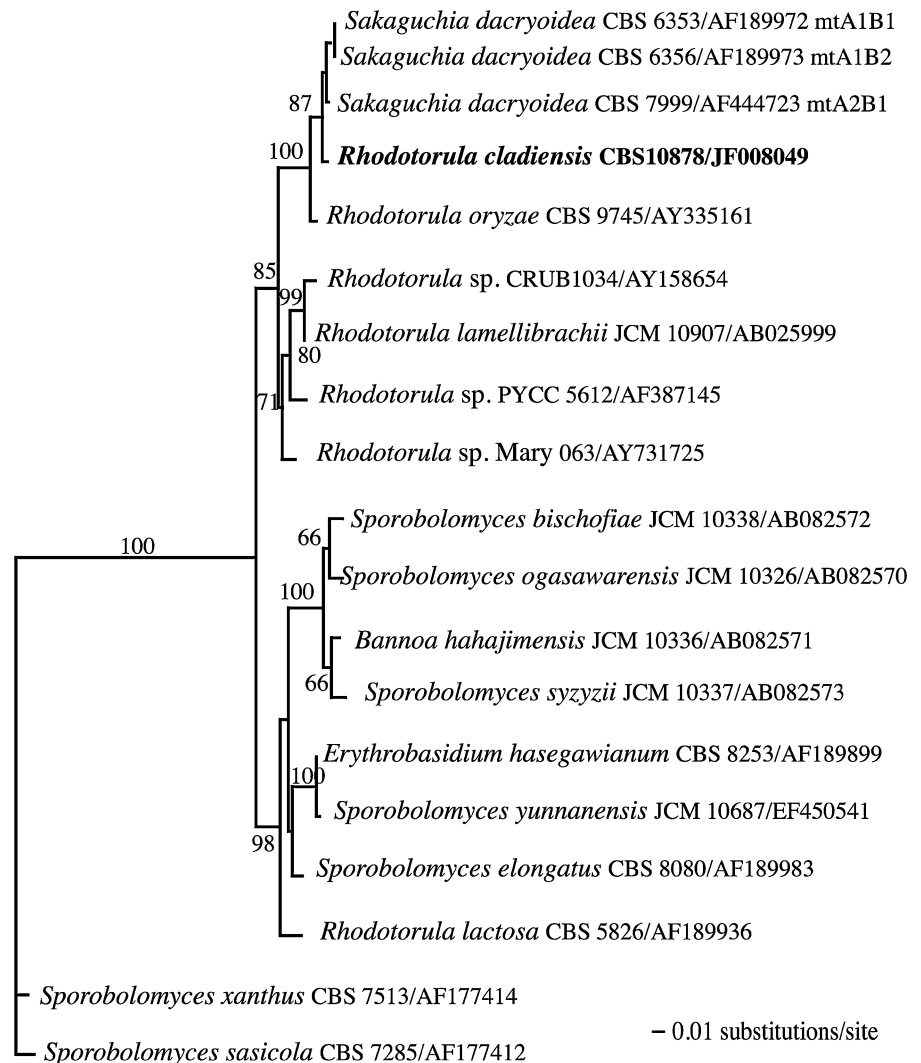 Sakaguchia dacryoidea CBS 6353/AF189972 mtA1B1
Sakaguchia dacryoidea CBS 6356/AF189973 mtA1B2
87
Sakaguchia dacryoidea CBS 7999/AF444723 mtA2B1
100
Rhodotorula cladiensis CBS10878/JF008049
Rhodotorula oryzae CBS 9745/AY335161
85
Rhodotorula sp. CRUB1034/AY158654
99
Rhodotorula lamellibrachii JCM 10907/AB025999
80
Rhodotorula sp. PYCC 5612/AF387145
71
Rhodotorula sp. Mary 063/AY731725
Sporobolomyces bischofiae JCM 10338/AB082572
66
100
Sporobolomyces ogasawarensis JCM 10326/AB082570
100
Bannoa hahajimensis JCM 10336/AB082571
66
Sporobolomyces syzyzii JCM 10337/AB082573
Erythrobasidium hasegawianum CBS 8253/AF189899
100
Sporobolomyces yunnanensis JCM 10687/EF450541
98
Sporobolomyces elongatus CBS 8080/AF189983
Rhodotorula lactosa CBS 5826/AF189936
Sporobolomyces xanthus CBS 7513/AF177414
0.01 substitutions/site
Sporobolomyces sasicola CBS 7285/AF177412